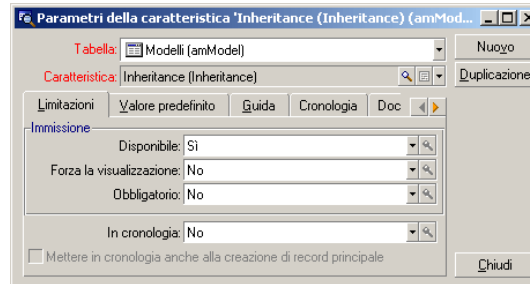 Parametri della caratteristica 'Inheritance (Inheritance) (amMod...
Tabella: Modelli (amModel)
Nuovo
Caratteristica: Inheritance (Inheritance)
Duplicazione
Limitazioni Valore predefinito Guida Cronologia Doc
Immissione
Disponibile: Sì
Forza la visualizzazione: No
Obbligatorio: No
In cronologia: No
Mettere in cronologia anche alla creazione di record principale
Chiudi